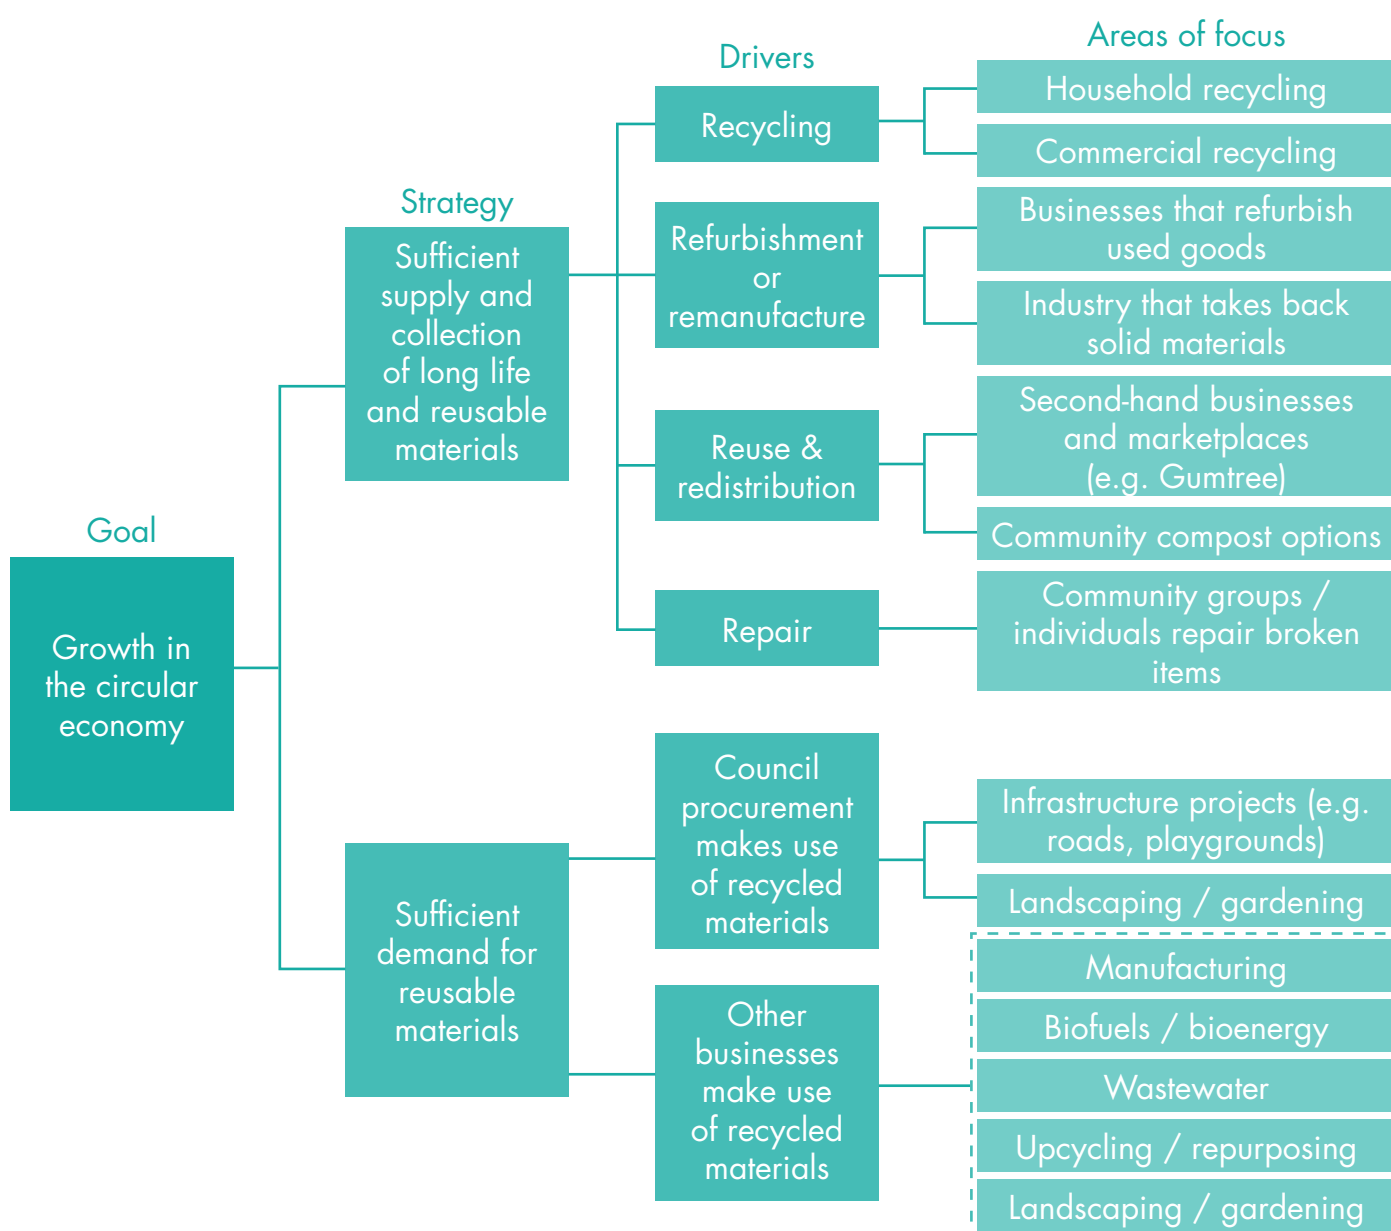 Goal
Growth in
the circular
economy
Strategy
Sufficient
supply and
collection
of long life
and reusable
materials
Sufficient
demand for
reusable
materials
Drivers
Recycling
Refurbishment
or
remanufacture
Reuse &
redistribution
Repair
Council
procurement
makes use
of recycled
materials
Other
businesses
make use
of recycled
materials
Areas of focus
Household recycling
Commercial recycling
Businesses that refurbish
used goods
Industry that takes back
solid materials
Second-hand businesses
and marketplaces
(e.g. Gumtree)
Community compost options
Community groups /
individuals repair broken
items
Infrastructure projects (e.g.
roads, playgrounds)
Landscaping / gardening
Manufacturing
Biofuels / bioenergy
Wastewater
Upcycling / repurposing
Landscaping / gardening